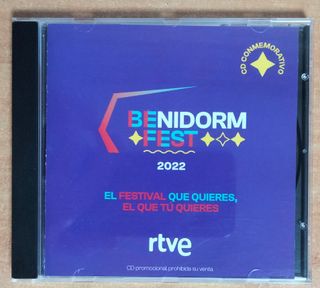 CD CONMEMORATIVO
BENIDORM
FEST
2022
EL FESTIVAL QUE QUIERES,
EL QUE TÚ QUIERES
rtve
CD promocional, prohibida su venta